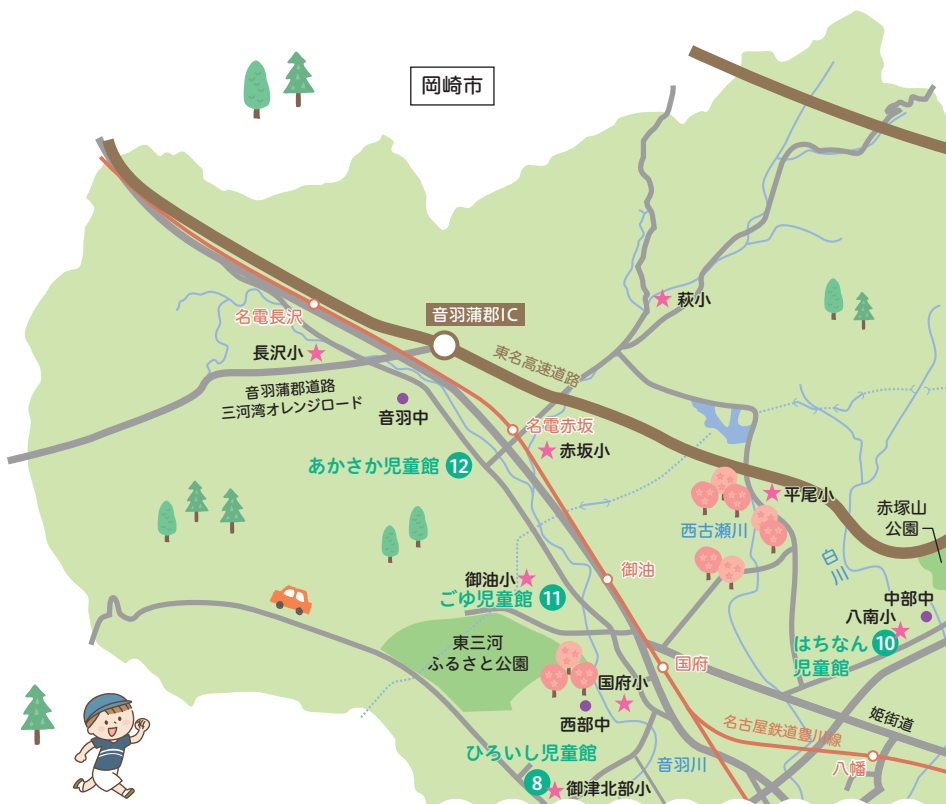 岡崎市
音羽蒲郡IC
萩小
名電長沢
長沢小
東名高速道路
音羽蒲郡道路
三河湾オレンジロード
音羽中
名電赤坂
赤坂小
あかさか児童館 12
平尾小
赤塚山
公園
西古瀬川
白川
御油
御油小
ごゆ児童館 11
中部中
八南小
はちなん 10
児童館
東三河
ふるさと公園
国府
国府小
西部中
姫街道
名古屋鉄道豊川線
ひろいし児童館
音羽川
八幡
8
御津北部小